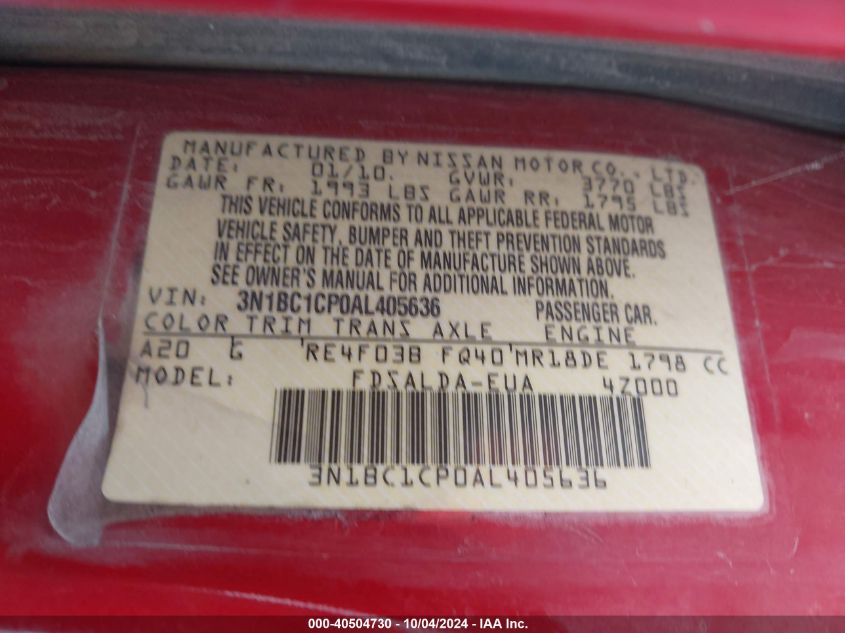 MANUFACTURED BY NISSAN MOTOR CO., LTD.
DATE: 01/10. GVWR: 3770 LBS
GAWR FR: 1993 LBS GAWR RR: 1795 LBS
THIS VEHICLE CONFORMS TO ALL APPLICABLE FEDERAL MOTOR
VEHICLE SAFETY, BUMPER AND THEFT PREVENTION STANDARDS
IN EFFECT ON THE DATE OF MANUFACTURE SHOWN ABOVE.
SEE OWNER'S MANUAL FOR ADDITIONAL INFORMATION.
VIN: 3N1BC1CP0AL405636 PASSENGER CAR.
COLOR TRIM TRANS AXLE ENGINE
A20 G 'RE4F03B FQ40'MR18DE 1798 CC
MODEL: FDSALDA-EUA 4Z000
3N1BC1CP0AL405636
000-40504730 - 10/04/2024 - IAA Inc.